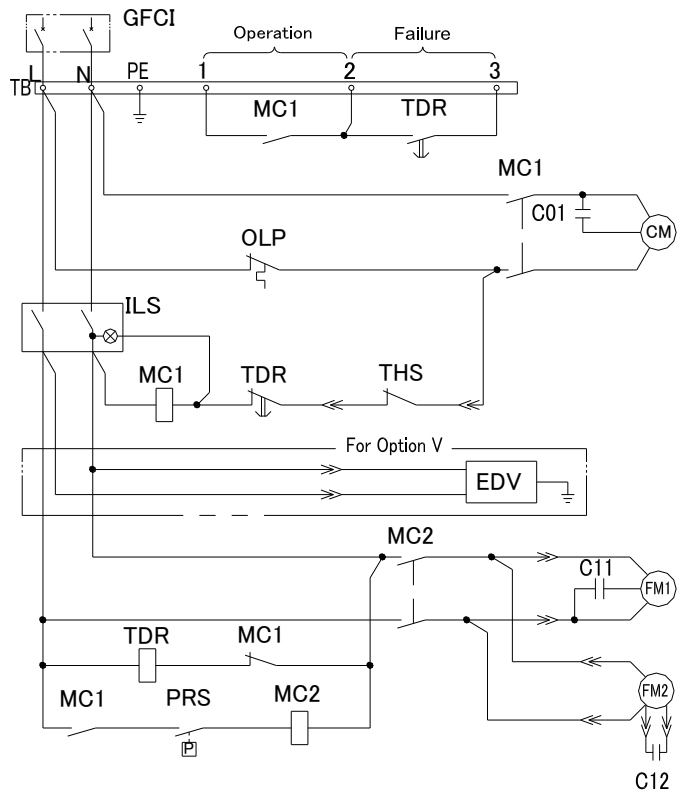 GFCI
Operation
Failure
L
N
PE
1
2
3
TB
MC1
TDR
MC1
C01
CM
OLP
ILS
MC1
TDR
THS
For Option V
EDV
MC2
C11
FM1
TDR
MC1
MC1
PRS
MC2
FM2
P
C12